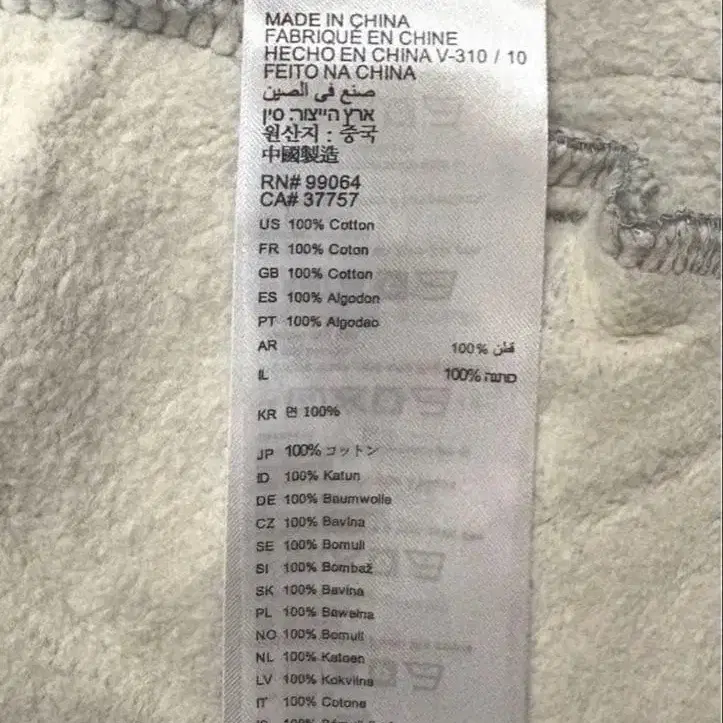 MADE IN CHINA
FABRIQUÉ EN CHINE
HECHO EN CHINA V-310 / 10
FEITO NA CHINA
صنع في الصين
ארץ הייצור: סין
원산지 : 중국
中國製造
RN# 99064
CA# 37757
US 100% Cotton
FR 100% Coton
GB 100% Cotton
ES 100% Algodon
PT 100% Algodao
AR 100% قطن
IL 100% כותנה
KR 면 100%
JP 100% コットン
ID 100% Katun
DE 100% Baumwolle
CZ 100% Bavlna
SE 100% Bomull
SI 100% Bombaž
SK 100% Bavlna
PL 100% Bawelna
NO 100% Bomull
NL 100% Katoen
LV 100% Kokvilna
IT 100% Cotone